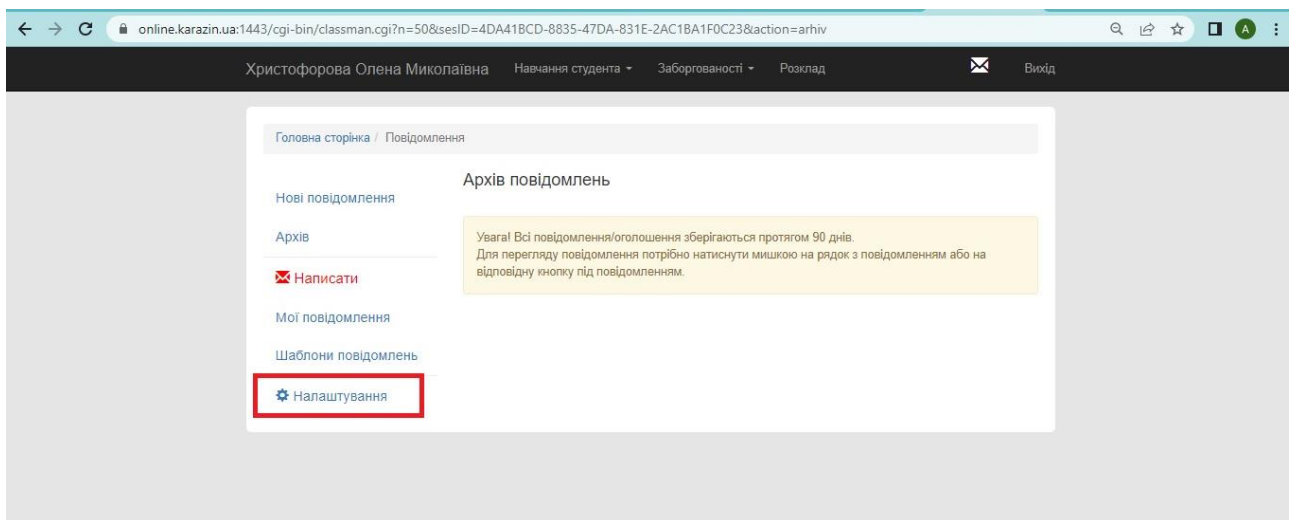 online.karazin.ua:1443/cgi-bin/classman.cgi?n=50&sesID=4DA41BCD-8835-47DA-831E-2AC1BA1F0C23&action=arhiv
A
Христофорова Олена Миколаївна Навчання студента Заборгованості Розклад Вихід
Головна сторінка / Повідомлення
Архів повідомлень
Нові повідомлення
Архів
Написати
Мої повідомлення
Шаблони повідомлень
Налаштування
Увага! Всі повідомлення/оголошення зберігаються протягом 90 днів.
Для перегляду повідомлення потрібно натиснути мишкою на рядок з повідомленням або на
відповідну кнопку під повідомленням.